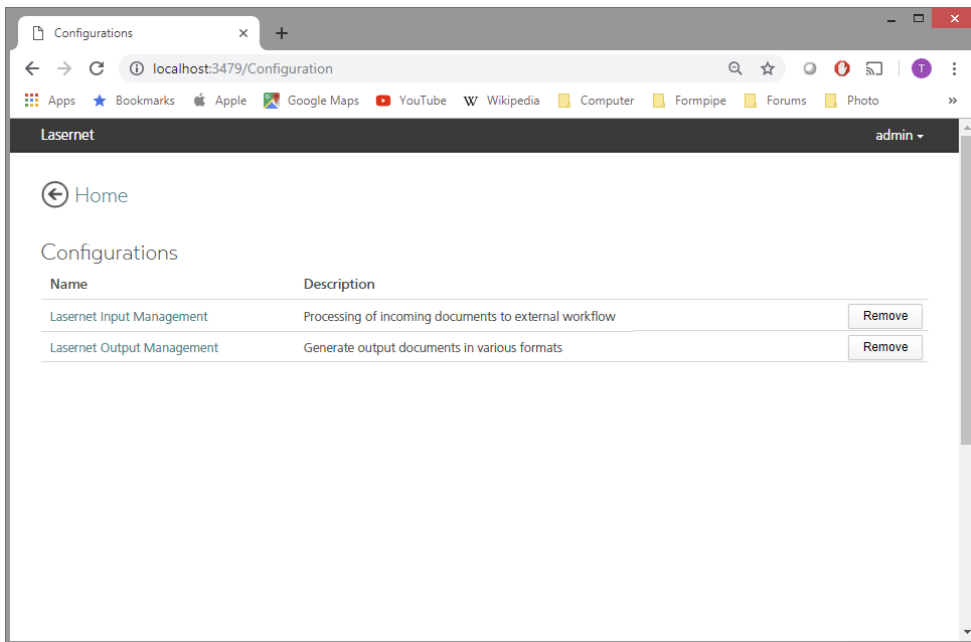 Configurations
localhost:3479/Configuration
T
Apps Bookmarks Apple Google Maps YouTube W Wikipedia Computer Formpipe Forums Photo »
Lasernet admin
Home
Configurations
Name Description
Lasernet Input Management Processing of incoming documents to external workflow Remove
Lasernet Output Management Generate output documents in various formats Remove